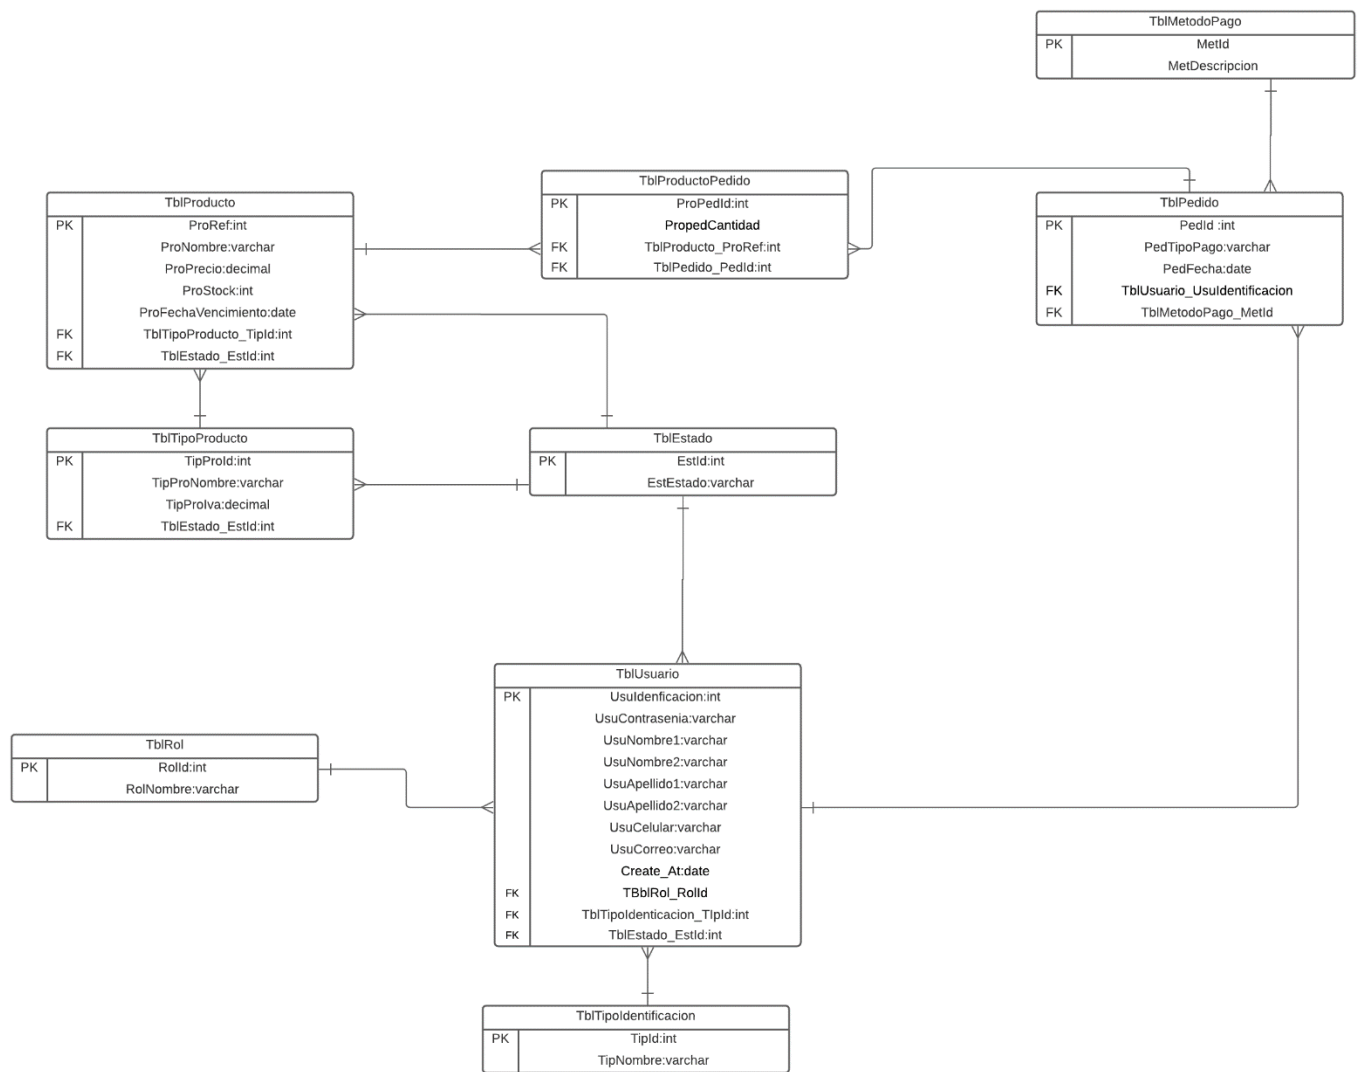 TblMetodoPago
PK MetId
MetDescripcion
TblProductoPedido
PK ProPedId:int
PropedCantidad
FK TblProducto_ProRef:int
FK TblPedido_PedId:int
TblProducto
PK ProRef:int
ProNombre:varchar
ProPrecio:decimal
ProStock:int
ProFechaVencimiento:date
FK TblTipoProducto_TipId:int
FK TblEstado_EstId:int
TblPedido
PK PedId :int
PedTipoPago:varchar
PedFecha:date
FK TblUsuario_UsuIdentificacion
FK TblMetodoPago_MetId
TblTipoProducto
PK TipProId:int
TipProNombre:varchar
TipProIva:decimal
FK TblEstado_EstId:int
TblEstado
PK EstId:int
EstEstado:varchar
TblUsuario
PK UsuIdenficacion:int
UsuContrasenia:varchar
UsuNombre1:varchar
UsuNombre2:varchar
UsuApellido1:varchar
UsuApellido2:varchar
UsuCelular:varchar
UsuCorreo:varchar
Create_At:date
FK TBblRol_RolId
FK TblTipoIdenticacion_TIpId:int
FK TblEstado_EstId:int
TblRol
PK RolId:int
RolNombre:varchar
TblTipoIdentificacion
PK TipId:int
TipNombre:varchar